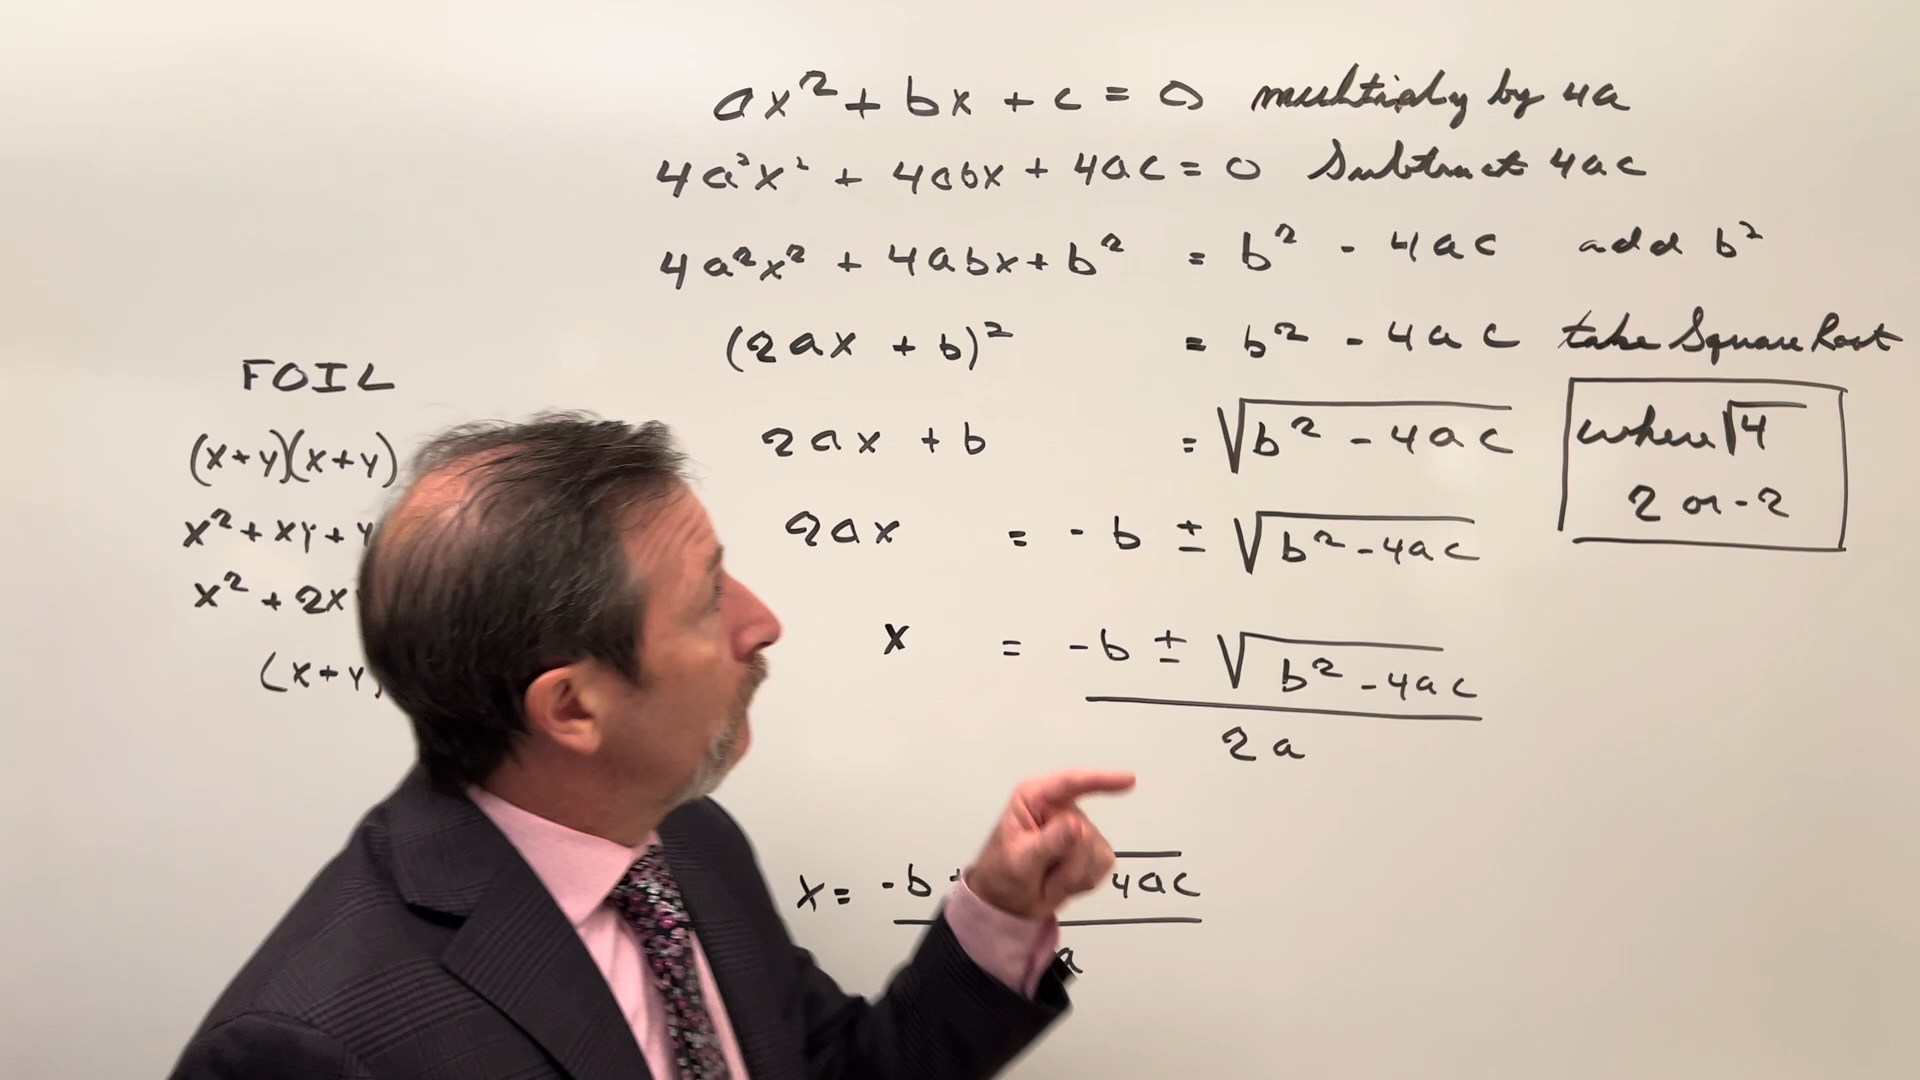 ax² + bx + c = 0 multiply by 4a
4a²x² + 4abx + 4ac = 0 Subtract 4ac
4a²x² + 4abx + b² = b² - 4ac add b²
(2ax + b)² = b² - 4ac take Square Root
2ax + b = √b² - 4ac
where √4
2 or -2
2ax = -b ± √b² - 4ac
x = -b ± √b² - 4ac
2a
x = -b 4ac
FOIL
(x+y)(x+y)
x² + xy +
x² + 2x
(x+y